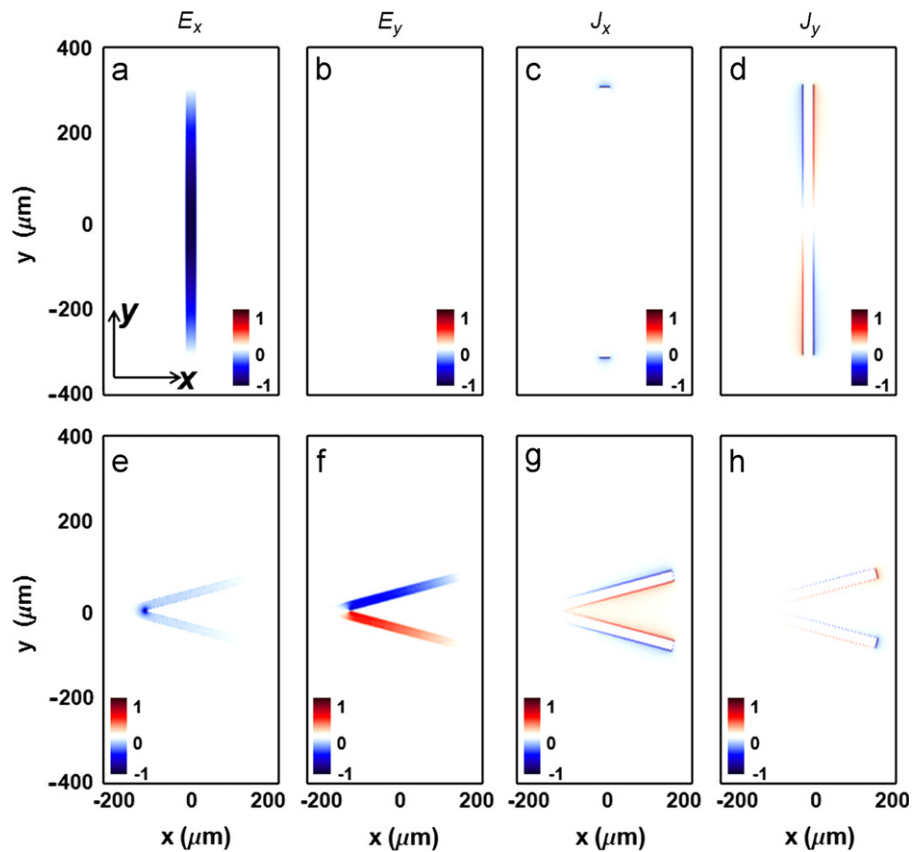 Ex Ey Jx Jy
400 a b c d
200
y (μm) 0
-200
y
x
1 1 1 1
0 0 0 0
-1 -1 -1 -1
-400
400 e f g h
200
y (μm) 0
-200
1 1 1 1
0 0 0 0
-1 -1 -1 -1
-400
-200 0 200 -200 0 200 -200 0 200 -200 0 200
x (μm) x (μm) x (μm) x (μm)